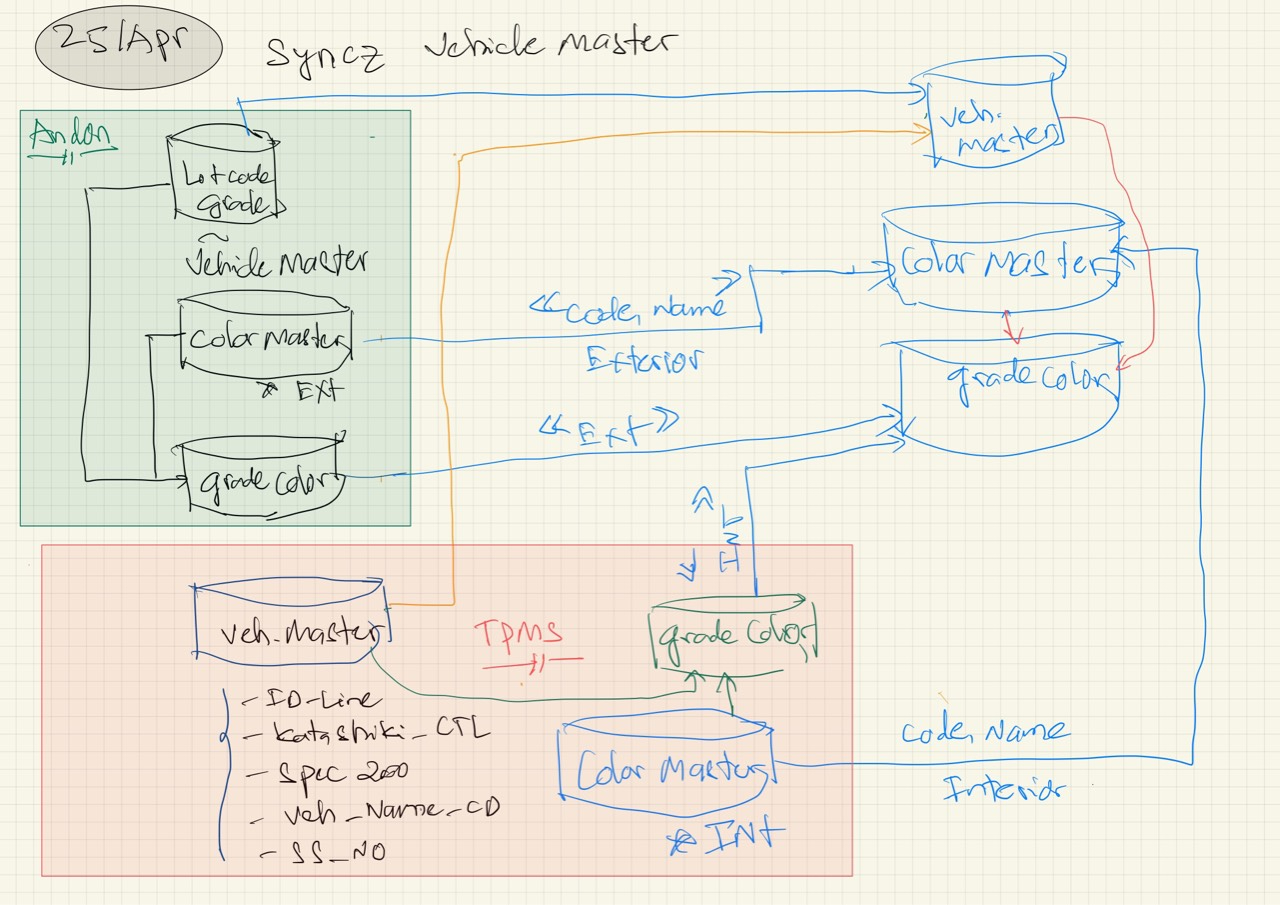 25/Apr
Syncz Vehicle Master
Andon
Lot code
grade
Vehicle Master
Color Master
* EXt
grade Color
veh.
master
Color Master
grade Color
<< Code, Name >>
Exterior
<< Ext >>
< INT >
TPMS
veh. Master
- ID-Line
- Katashiki_CTL
- Spec 200
- Veh_Name_CD
- SS_NO
grade Color
Color Master
* INt
Code, Name
Interior